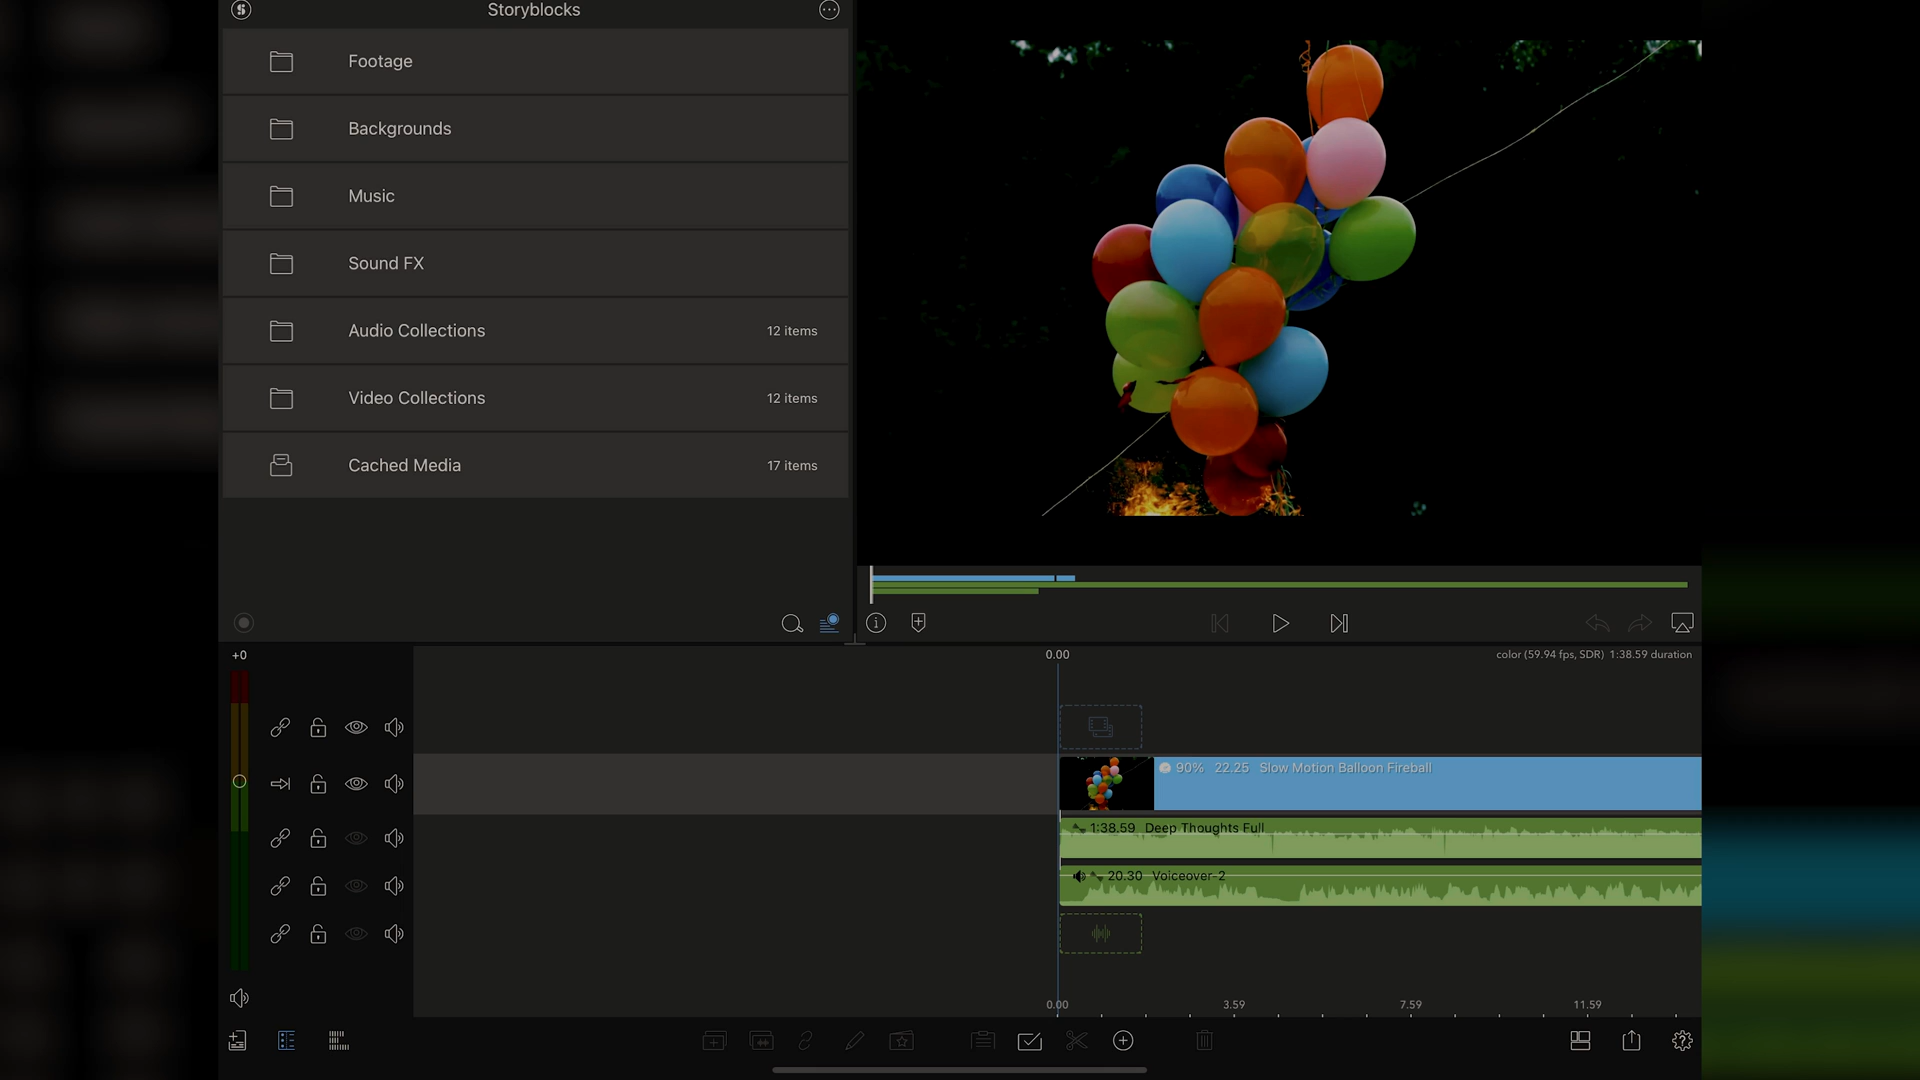 Storyblocks
Footage
Backgrounds
Music
Sound FX
Audio Collections 12 items
Video Collections 12 items
Cached Media 17 items
+0
0.00
color (59.94 fps, SDR) 1:38.59 duration
90% 22.25 Slow Motion Balloon Fireball
1:38.59 Deep Thoughts Full
20.30 Voiceover-2
0.00 3.59 7.59 11.59